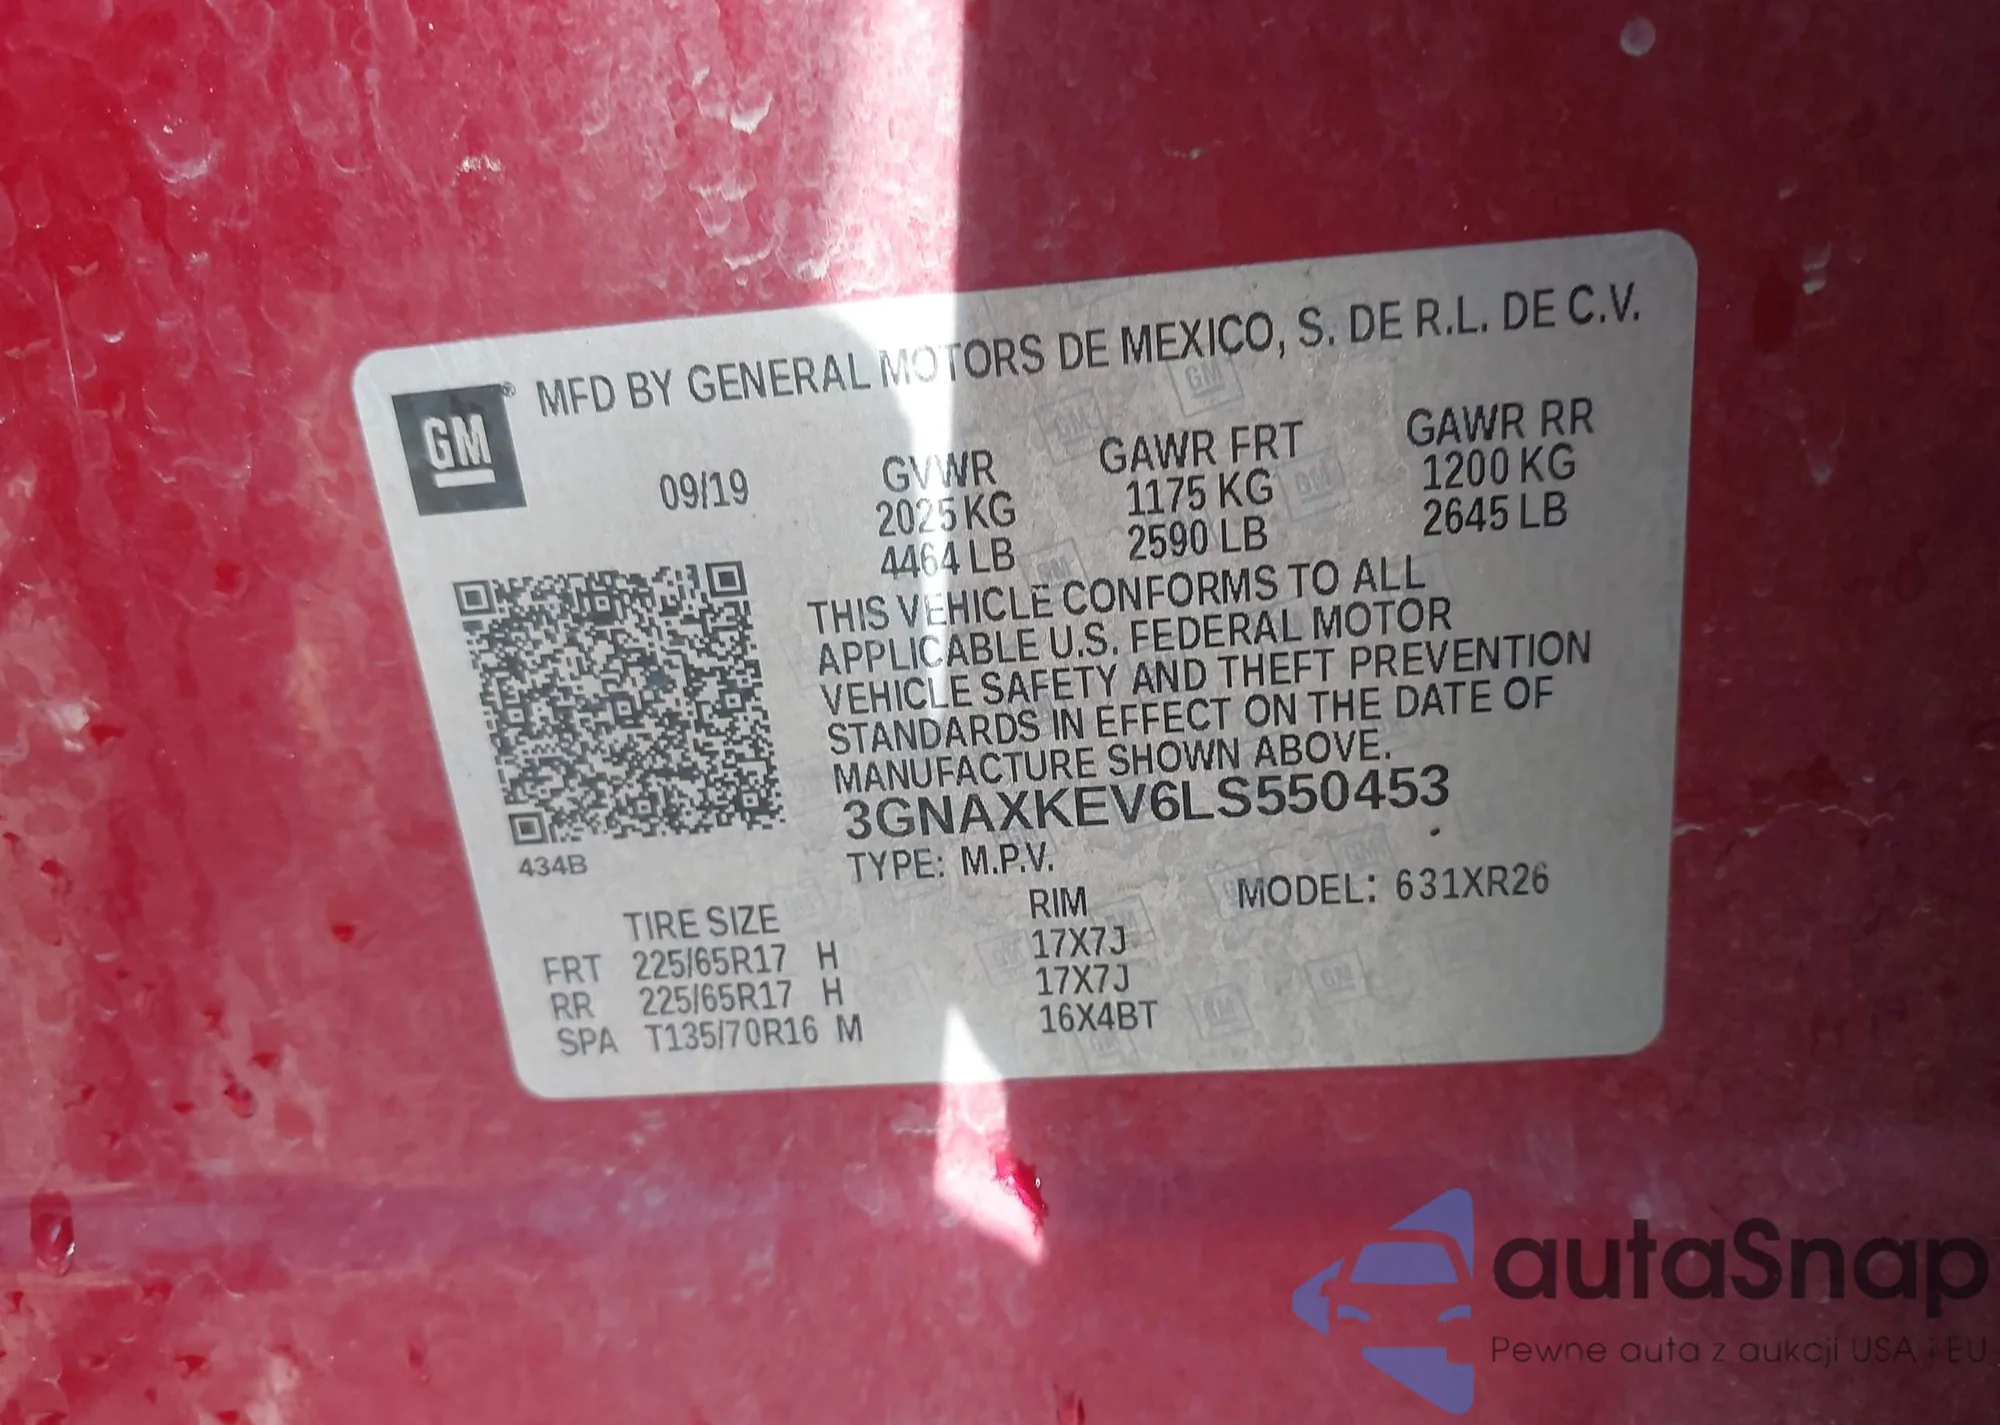 GM® MFD BY GENERAL MOTORS DE MEXICO, S. DE R.L. DE C.V.
09/19 GVWR GAWR FRT GAWR RR
2025 KG 1175 KG 1200 KG
4464 LB 2590 LB 2645 LB
THIS VEHICLE CONFORMS TO ALL
APPLICABLE U.S. FEDERAL MOTOR
VEHICLE SAFETY AND THEFT PREVENTION
STANDARDS IN EFFECT ON THE DATE OF
MANUFACTURE SHOWN ABOVE.
3GNAXKEV6LS550453
434B
TYPE: M.P.V. MODEL: 631XR26
TIRE SIZE RIM
FRT 225/65R17 H 17X7J
RR 225/65R17 H 17X7J
SPA T135/70R16 M 16X4BT
autaSnap
Pewne auta z aukcji USA i EU